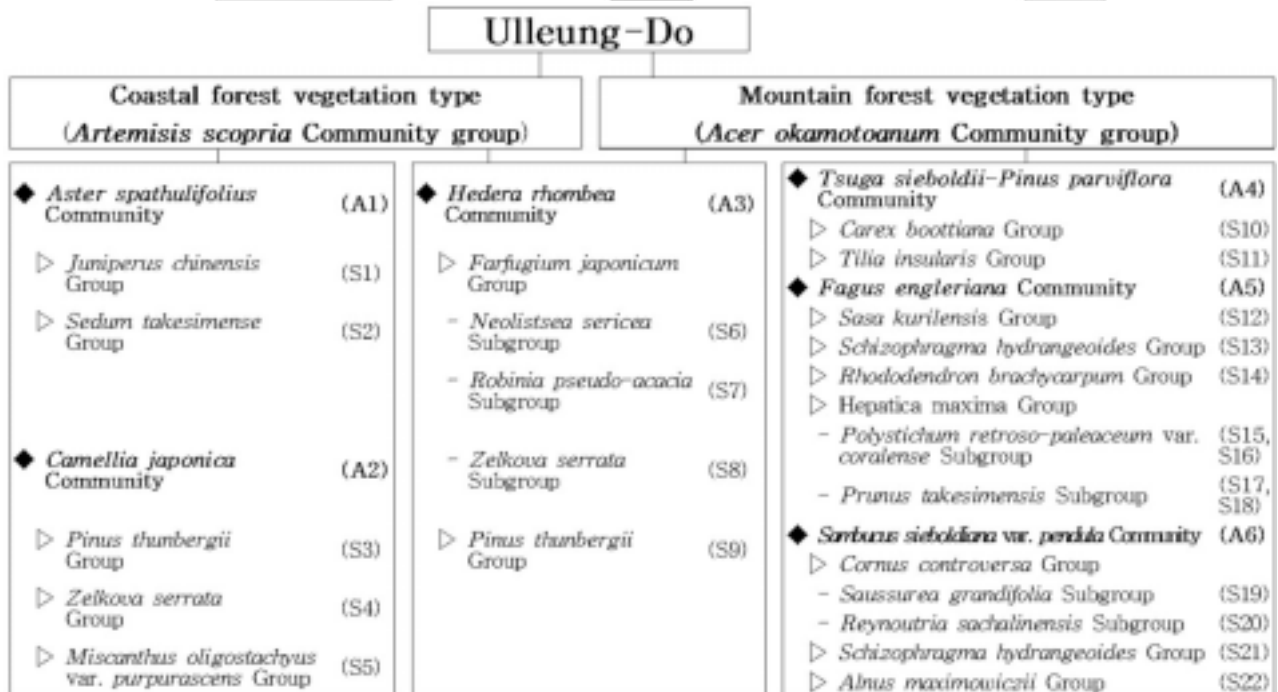 Ulleung-Do
Coastal forest vegetation type
(Artemisis scopria Community group)
Mountain forest vegetation type
(Acer okamotoanum Community group)
◆ Aster spathulifolius
Community (A1)
▷ Juniperus chinensis
Group (S1)
▷ Sedum takesimense
Group (S2)
◆ Camellia japonica
Community (A2)
▷ Pinus thunbergii
Group (S3)
▷ Zelkova serrata
Group (S4)
▷ Miscanthus oligostachyus
var. purpurascens Group (S5)
◆ Hedera rhombea
Community (A3)
▷ Farfugium japonicum
Group
- Neolistsea sericea
Subgroup (S6)
- Robinia pseudo-acacia
Subgroup (S7)
- Zelkova serrata
Subgroup (S8)
▷ Pinus thunbergii
Group (S9)
◆ Tsuga sieboldii-Pinus parviflora
Community (A4)
▷ Carex boottiana Group (S10)
▷ Tilia insularis Group (S11)
◆ Fagus engleriana Community (A5)
▷ Sasa kurilensis Group (S12)
▷ Schizophragma hydrangeoides Group (S13)
▷ Rhododendron brachycarpum Group (S14)
▷ Hepatica maxima Group
- Polystichum retroso-paleaceum var. (S15,
coralense Subgroup S16)
- Prunus takesimensis Subgroup (S17,
S18)
◆ Sambucus sieboldiana var. pendula Community (A6)
▷ Cornus controversa Group
- Saussurea grandifolia Subgroup (S19)
- Reynoutria sachalinensis Subgroup (S20)
▷ Schizophragma hydrangeoides Group (S21)
▷ Alnus maximowiczii Group (S22)